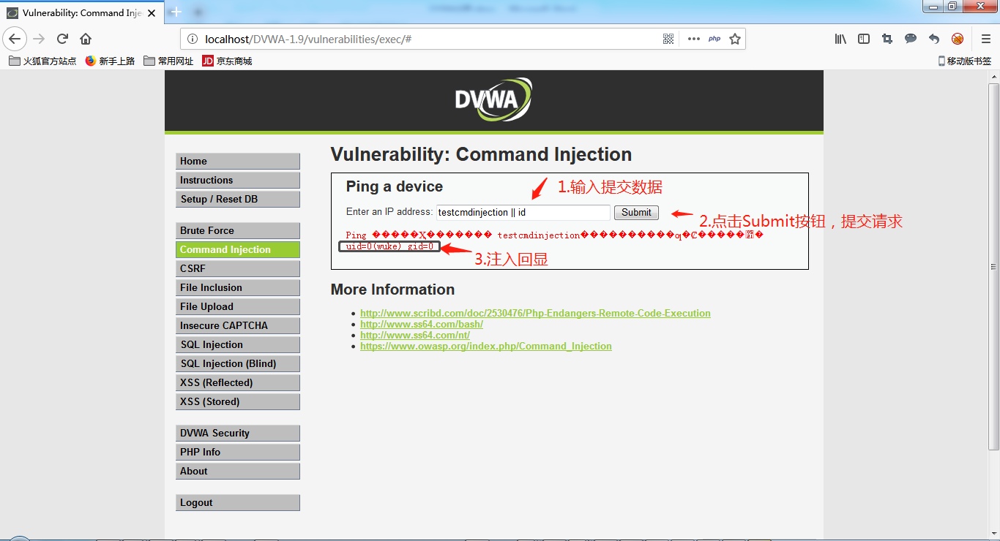 Vulnerability: Command Inje
localhost/DVWA-1.9/vulnerabilities/exec/#
php
火狐官方站点
新手上路
常用网址
JD 京东商城
移动版书签
DVWA
Home
Instructions
Setup / Reset DB
Brute Force
Command Injection
CSRF
File Inclusion
File Upload
Insecure CAPTCHA
SQL Injection
SQL Injection (Blind)
XSS (Reflected)
XSS (Stored)
DVWA Security
PHP Info
About
Logout
Vulnerability: Command Injection
Ping a device
1.输入提交数据
Enter an IP address: testcmdinjection || id Submit
2.点击Submit按钮，提交请求
Ping �����Ҳ������� testcmdinjection����������
uid=0(wuke) gid=0
3.注入回显
More Information
http://www.scribd.com/doc/2530476/Php-Endangers-Remote-Code-Execution
http://www.ss64.com/bash/
http://www.ss64.com/nt/
https://www.owasp.org/index.php/Command_Injection